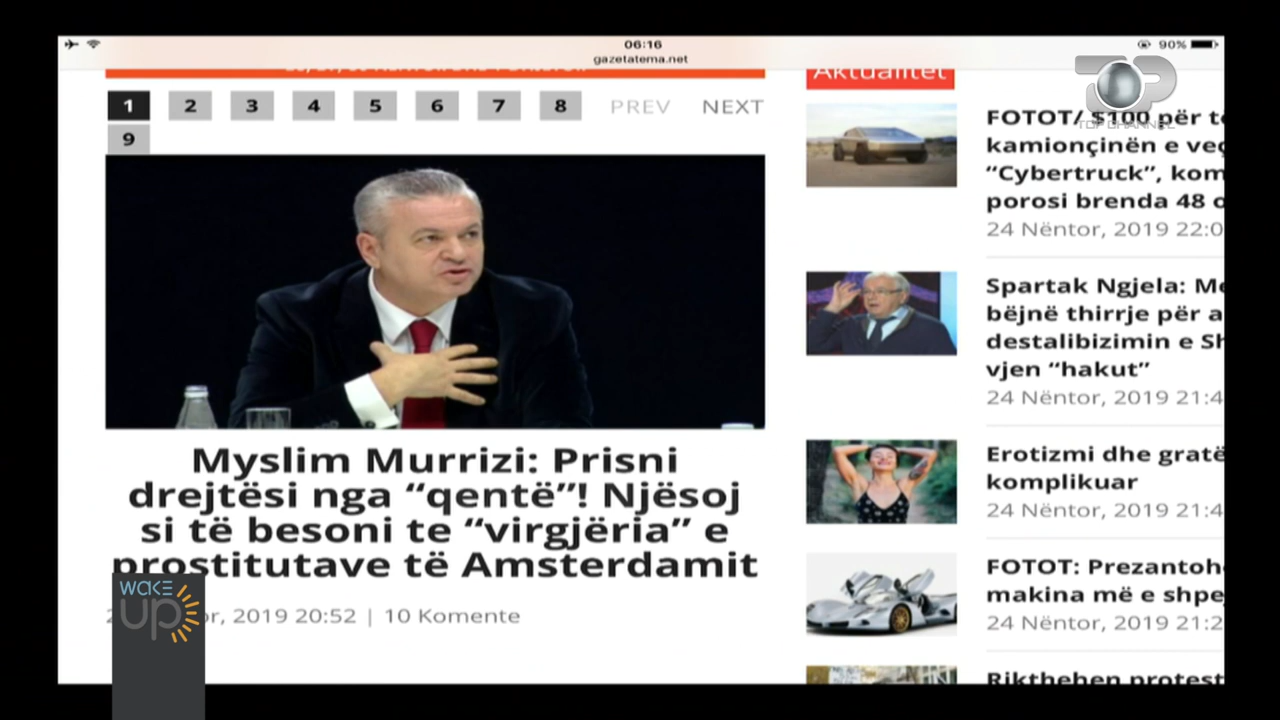 06:16
gazetatema.net
90%
Aktualitet
TOP CHANNEL
1 2 3 4 5 6 7 8 PREV NEXT
9
Myslim Murrizi: Prisni
drejtësi nga “qentë”! Njësoj
si të besoni te “virgjëria” e
prostitutave të Amsterdamit
2 or, 2019 20:52 | 10 Komente
FOTOT/ $100 për të
kamionçinën e veç
“Cybertruck”, kom
porosi brenda 48 o
24 Nëntor, 2019 22:0
Spartak Ngjela: Me
bëjnë thirrje për a
destalibizimin e Sh
vjen “hakut”
24 Nëntor, 2019 21:4
Erotizmi dhe gratë
komplikuar
24 Nëntor, 2019 21:4
FOTOT: Prezantohe
makina më e shpe
24 Nëntor, 2019 21:2
Rikthehen protest
WAKE
up